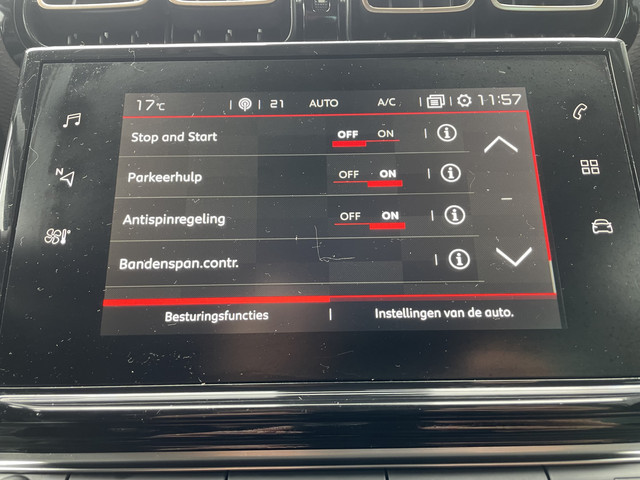 17°C 21 AUTO A/C 11:57
Stop and Start OFF ON
Parkeerhulp OFF ON
Antispinregeling OFF ON
Bandenspan.contr.
Besturingsfuncties Instellingen van de auto.
N